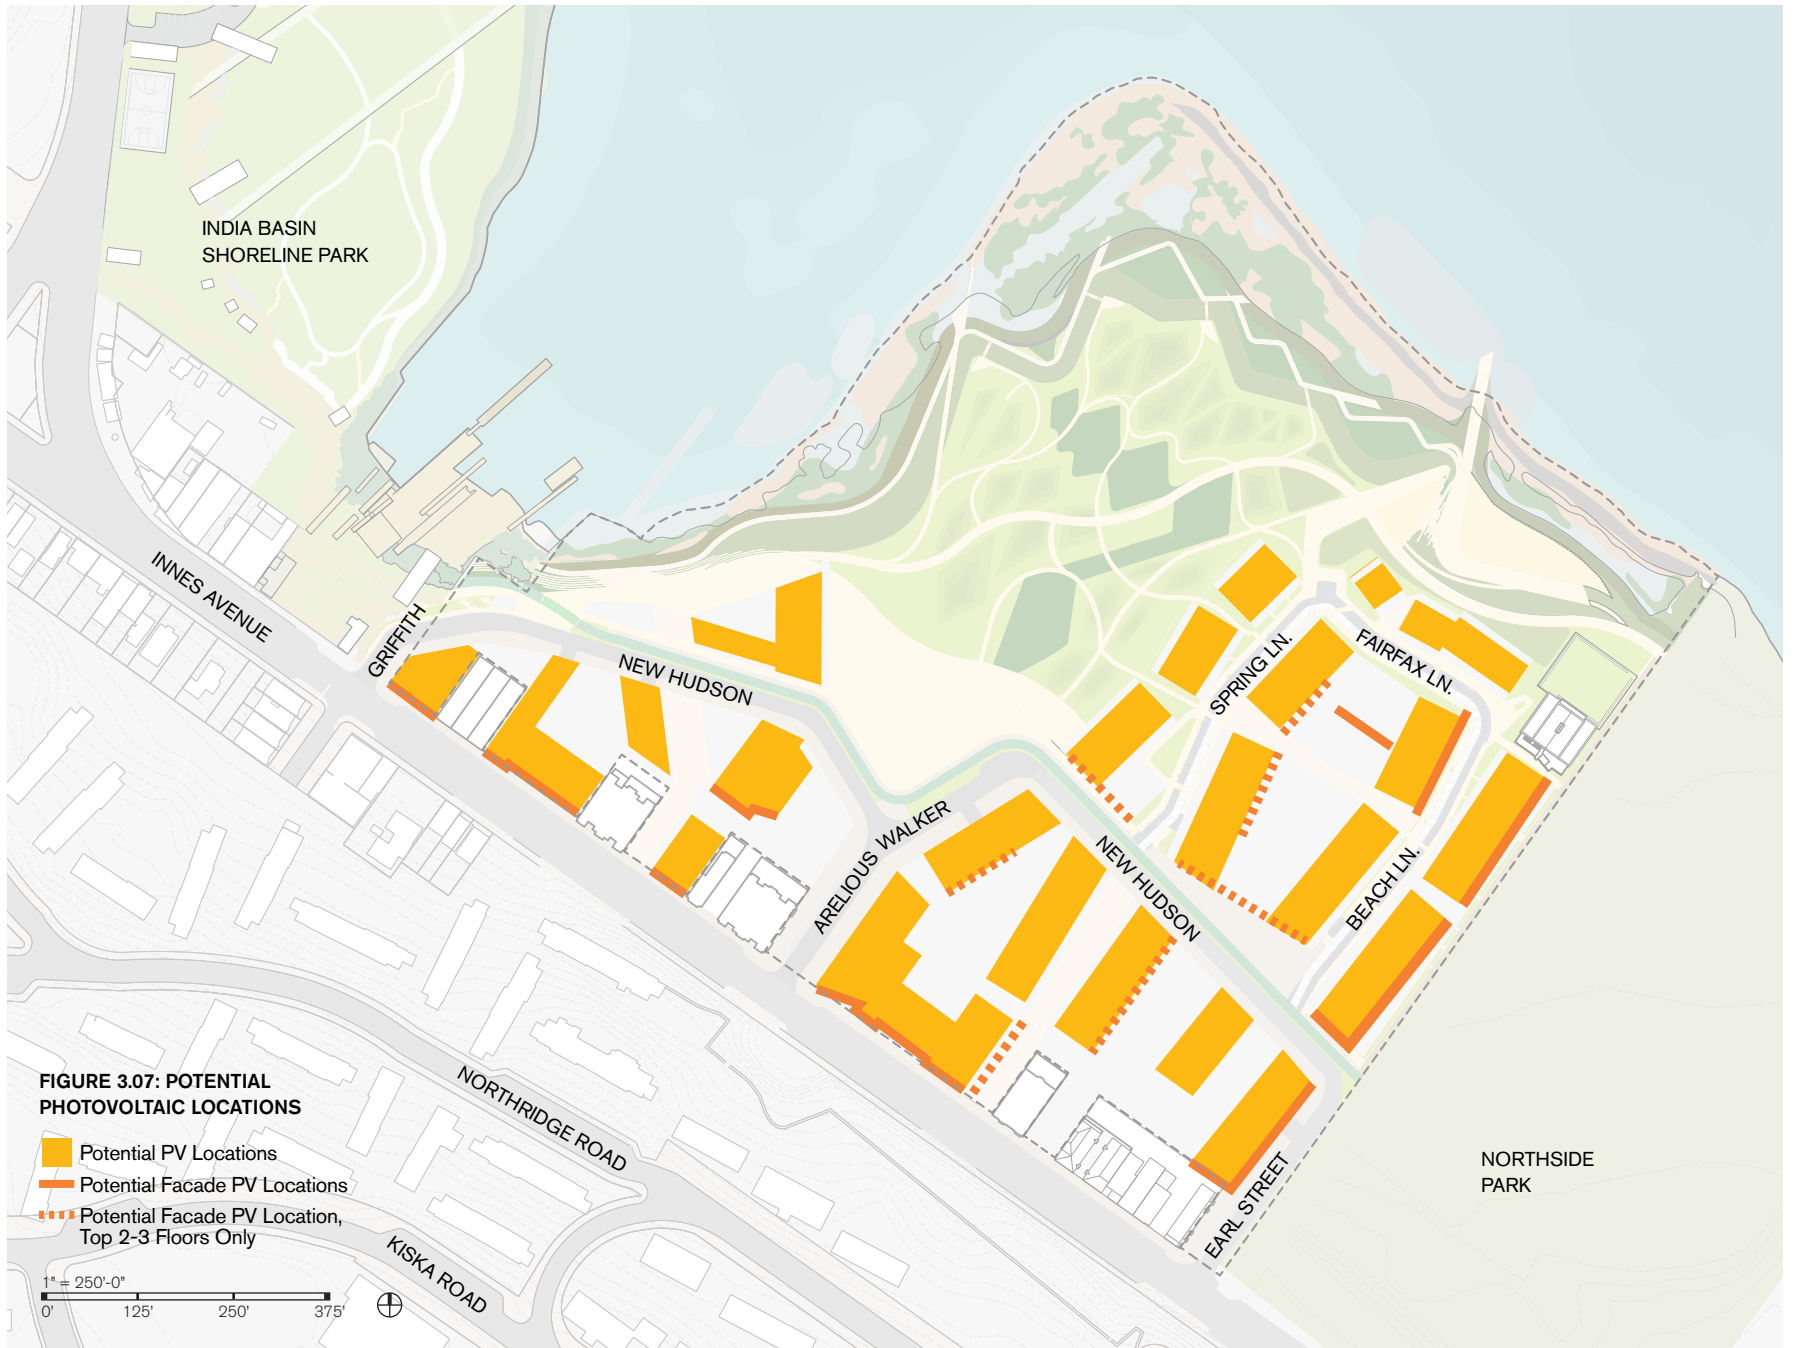 INDIA BASIN
SHORELINE PARK
INNES AVENUE
GRIFFITH
NEW HUDSON
SPRING LN.
FAIRFAX LN.
ARELIOUS WALKER
NEW HUDSON
BEACH LN.
EARL STREET
NORTHSIDE
PARK
NORTHRIDGE ROAD
KISKA ROAD
FIGURE 3.07: POTENTIAL
PHOTOVOLTAIC LOCATIONS
Potential PV Locations
Potential Facade PV Locations
Potential Facade PV Location,
Top 2-3 Floors Only
1" = 250'-0"
0' 125' 250' 375'